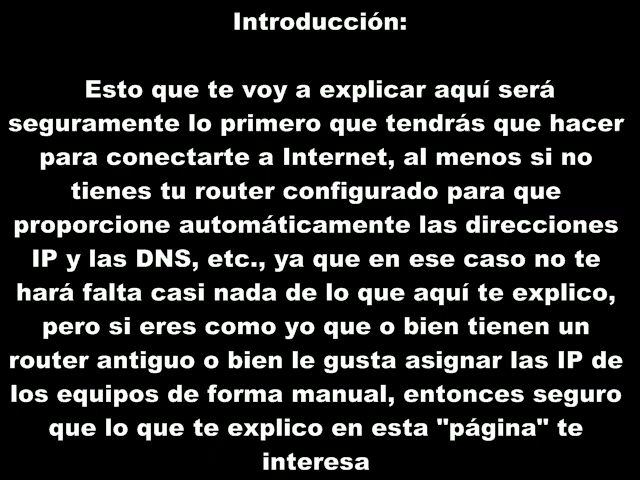 Introducción:
Esto que te voy a explicar aquí será
seguramente lo primero que tendrás que hacer
para conectarte a Internet, al menos si no
tienes tu router configurado para que
proporcione automáticamente las direcciones
IP y las DNS, etc., ya que en ese caso no te
hará falta casi nada de lo que aquí te explico,
pero si eres como yo que o bien tienen un
router antiguo o bien le gusta asignar las IP de
los equipos de forma manual, entonces seguro
que lo que te explico en esta "página" te
interesa